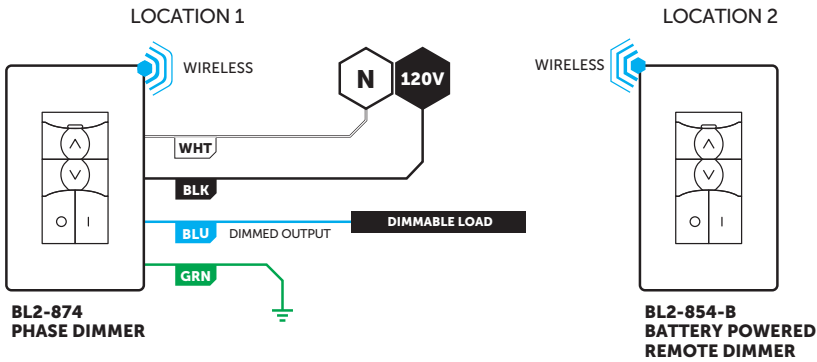 LOCATION 1
LOCATION 2
WIRELESS
N
120V
WIRELESS
WHT
BLK
BLU
DIMMED OUTPUT
DIMMABLE LOAD
GRN
O I
O I
BL2-874
PHASE DIMMER
BL2-854-B
BATTERY POWERED
REMOTE DIMMER